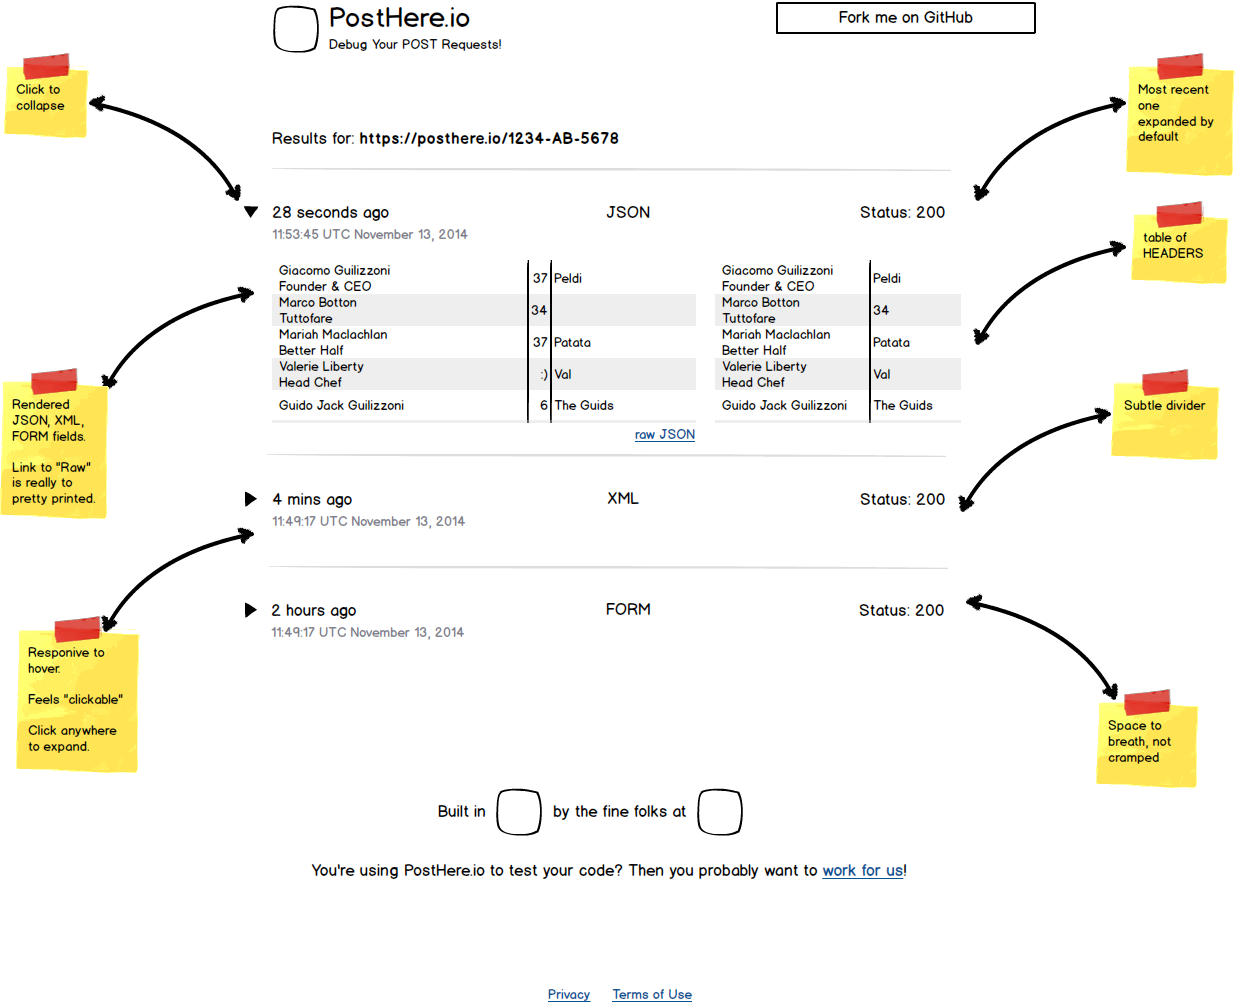 PostHere.io
Debug Your POST Requests!
Fork me on GitHub
Click to
collapse
Most recent
one
expanded by
default
Results for: https://posthere.io/1234-AB-5678
28 seconds ago JSON Status: 200
11:53:45 UTC November 13, 2014
table of
HEADERS
Giacomo Guilizzoni
Founder & CEO
37 Peldi
Marco Botton
Tuttofare
34
Mariah Maclachlan
Better Half
37 Patata
Valerie Liberty
Head Chef
:) Val
Guido Jack Guilizzoni 6 The Guids
Giacomo Guilizzoni
Founder & CEO
Peldi
Marco Botton
Tuttofare
34
Mariah Maclachlan
Better Half
Patata
Valerie Liberty
Head Chef
Val
Guido Jack Guilizzoni The Guids
raw JSON
Rendered
JSON, XML,
FORM fields.
Link to "Raw"
is really to
pretty printed.
Subtle divider
4 mins ago XML Status: 200
11:49:17 UTC November 13, 2014
2 hours ago FORM Status: 200
11:49:17 UTC November 13, 2014
Responive to
hover.
Feels "clickable"
Click anywhere
to expand.
Space to
breath, not
cramped
Built in by the fine folks at
You're using PostHere.io to test your code? Then you probably want to work for us!
Privacy Terms of Use